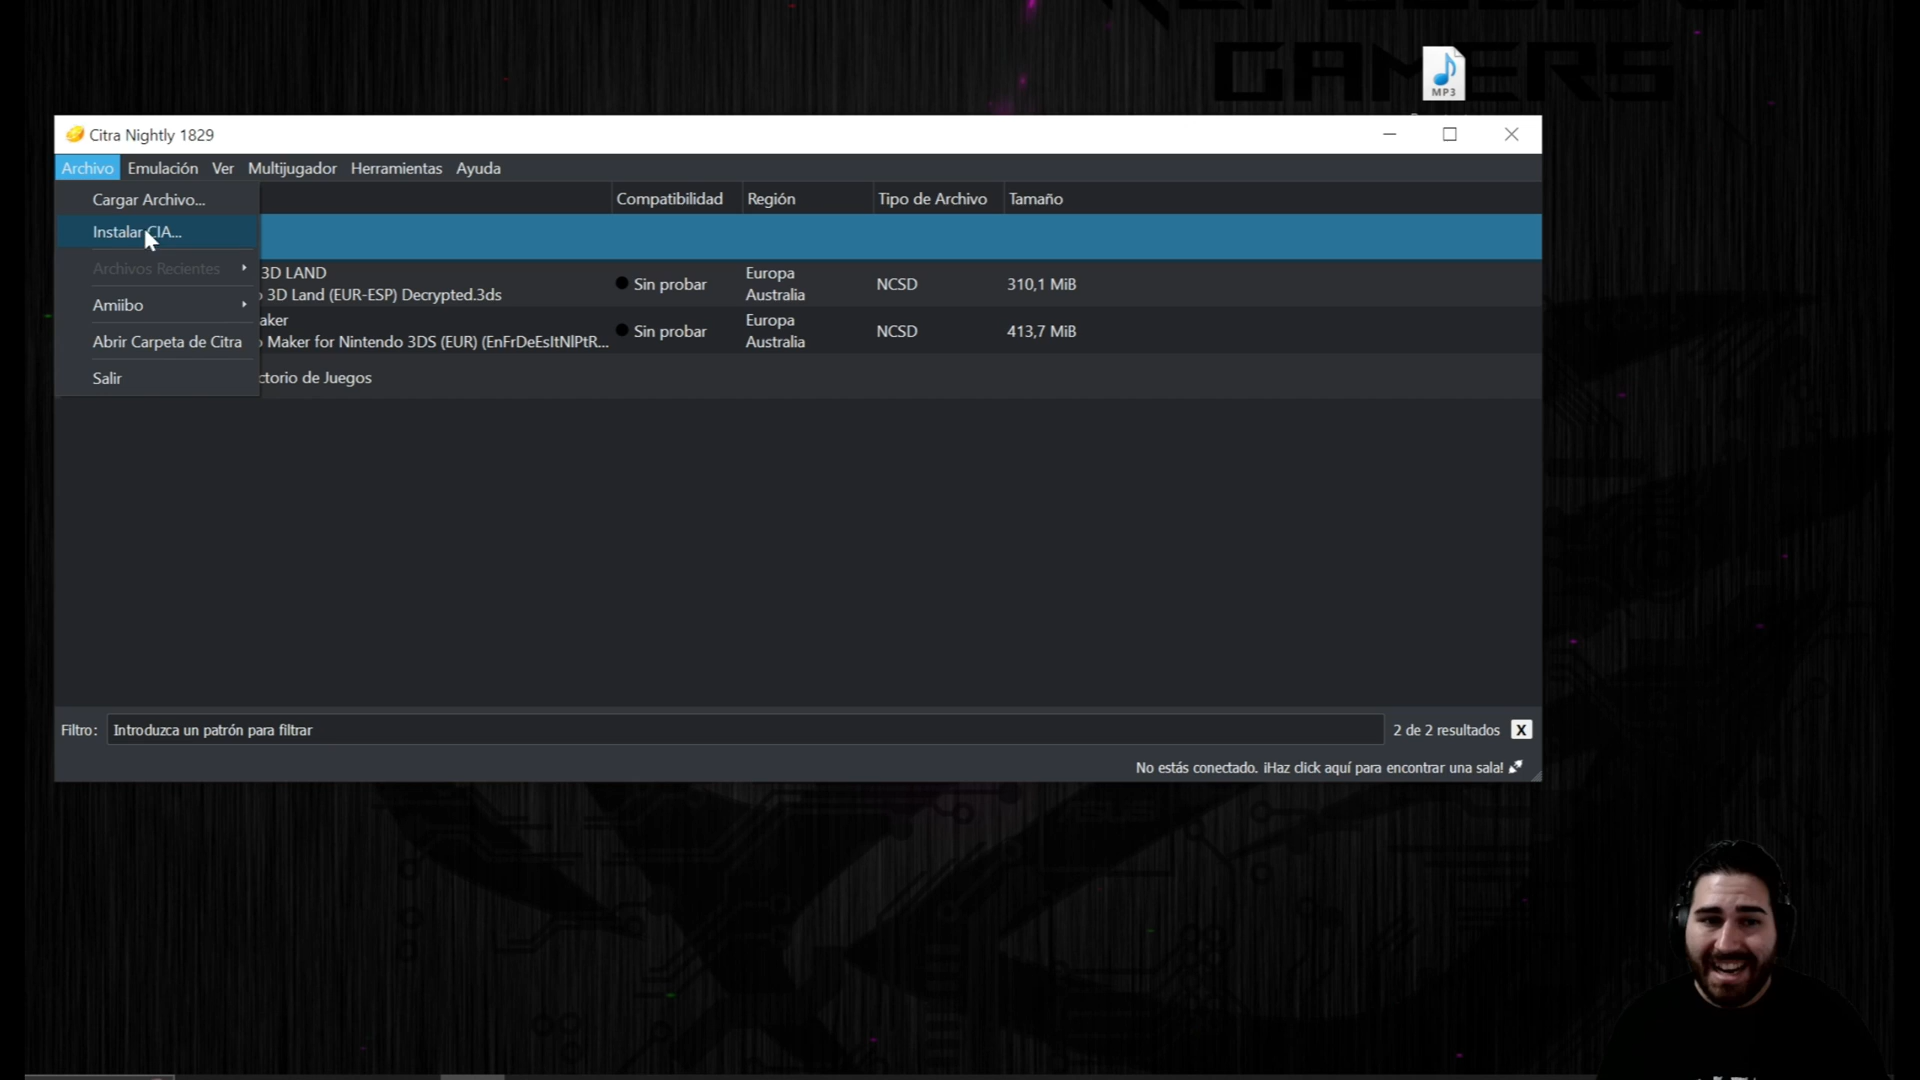 GAMERS
MP3
Citra Nightly 1829
Archivo Emulación Ver Multijugador Herramientas Ayuda
Cargar Archivo...
Compatibilidad Región Tipo de Archivo Tamaño
Instalar CIA...
Archivos Recientes
3D LAND
3D Land (EUR-ESP) Decrypted.3ds
Sin probar
Europa
Australia
NCSD
310,1 MiB
Amiibo
aker
Maker for Nintendo 3DS (EUR) (EnFrDeEsItNlPtR...
Sin probar
Europa
Australia
NCSD
413,7 MiB
Abrir Carpeta de Citra
Salir
ctorio de Juegos
Filtro: Introduzca un patrón para filtrar 2 de 2 resultados X
No estás conectado. ¡Haz click aquí para encontrar una sala!